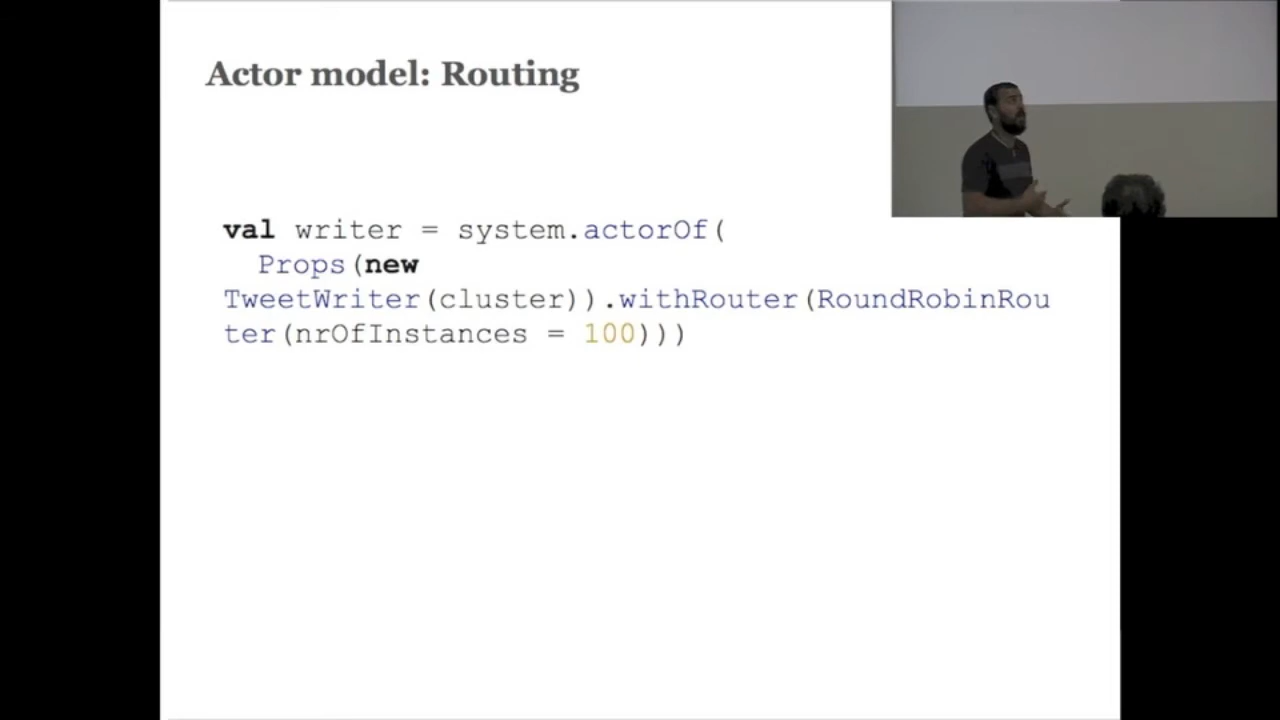 Actor model: Routing
val writer = system.actorOf(
Props(new
TweetWriter(cluster)).withRouter(RoundRobinRou
ter(nrOfInstances = 100)))